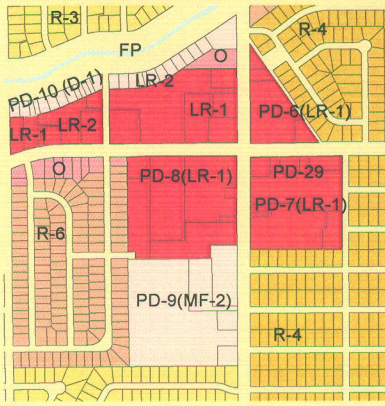 R-3
R-4
FP
O
LR-2
PD-10 (D-1)
LR-1
PD-6(LR-1)
LR-1
LR-2
O
PD-8(LR-1)
PD-29
PD-7(LR-1)
R-6
PD-9(MF-2)
R-4